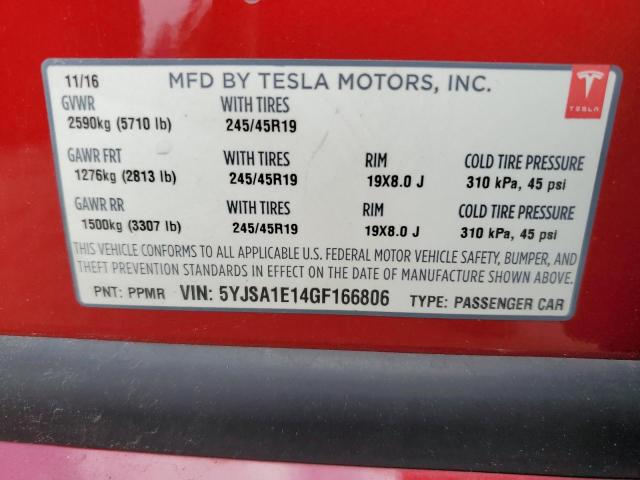 11/16 MFD BY TESLA MOTORS, INC.
TESLA
GVWR WITH TIRES
2590kg (5710 lb) 245/45R19
GAWR FRT WITH TIRES RIM COLD TIRE PRESSURE
1276kg (2813 lb) 245/45R19 19X8.0 J 310 kPa, 45 psi
GAWR RR WITH TIRES RIM COLD TIRE PRESSURE
1500kg (3307 lb) 245/45R19 19X8.0 J 310 kPa, 45 psi
THIS VEHICLE CONFORMS TO ALL APPLICABLE U.S. FEDERAL MOTOR VEHICLE SAFETY, BUMPER, AND
THEFT PREVENTION STANDARDS IN EFFECT ON THE DATE OF MANUFACTURE SHOWN ABOVE.
PNT: PPMR VIN: 5YJSA1E14GF166806 TYPE: PASSENGER CAR